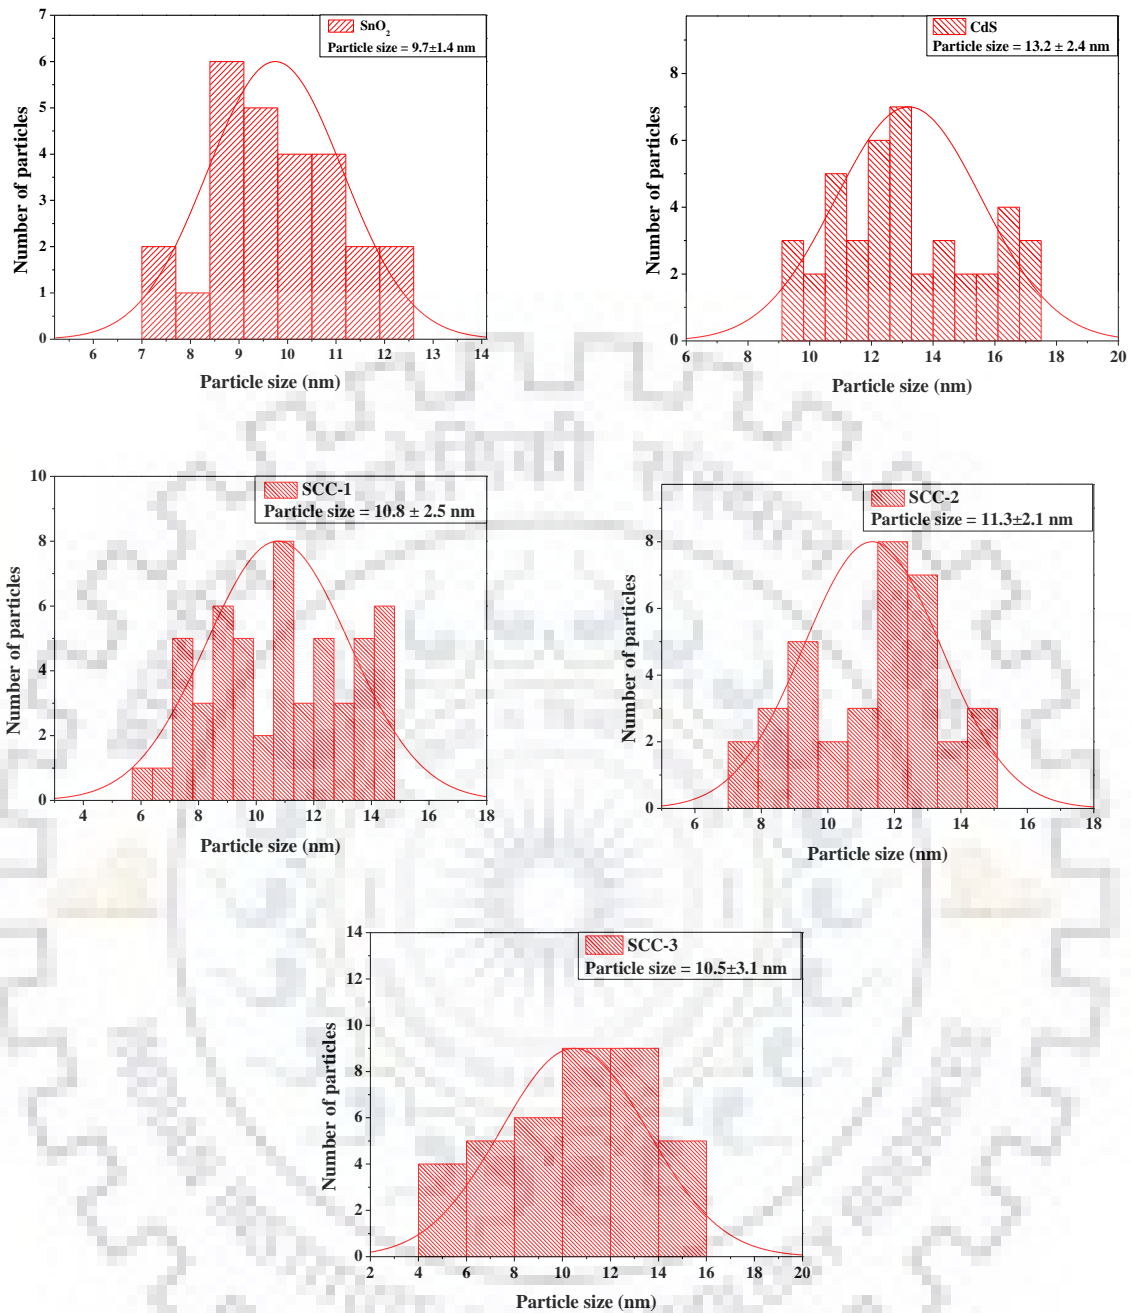 SnO2
Particle size = 9.7±1.4 nm
7
6
5
4
3
2
1
0
Number of particles
6 7 8 9 10 11 12 13 14
Particle size (nm)
CdS
Particle size = 13.2 ± 2.4 nm
8
6
4
2
0
Number of particles
6 10 12 14 16 18 20
Particle size (nm)
SCC-1
Particle size = 10.8 ± 2.5 nm
10
8
6
4
2
0
Number of particles
4 6 8 10 12 14 16 18
Particle size (nm)
SCC-2
Particle size = 11.3±2.1 nm
8
6
4
2
0
Number of particles
6 8 10 12 14 16 18
Particle size (nm)
SCC-3
Particle size = 10.5±3.1 nm
14
12
10
8
6
4
2
0
Number of particles
2 4 6 8 10 12 14 16 18 20
Particle size (nm)